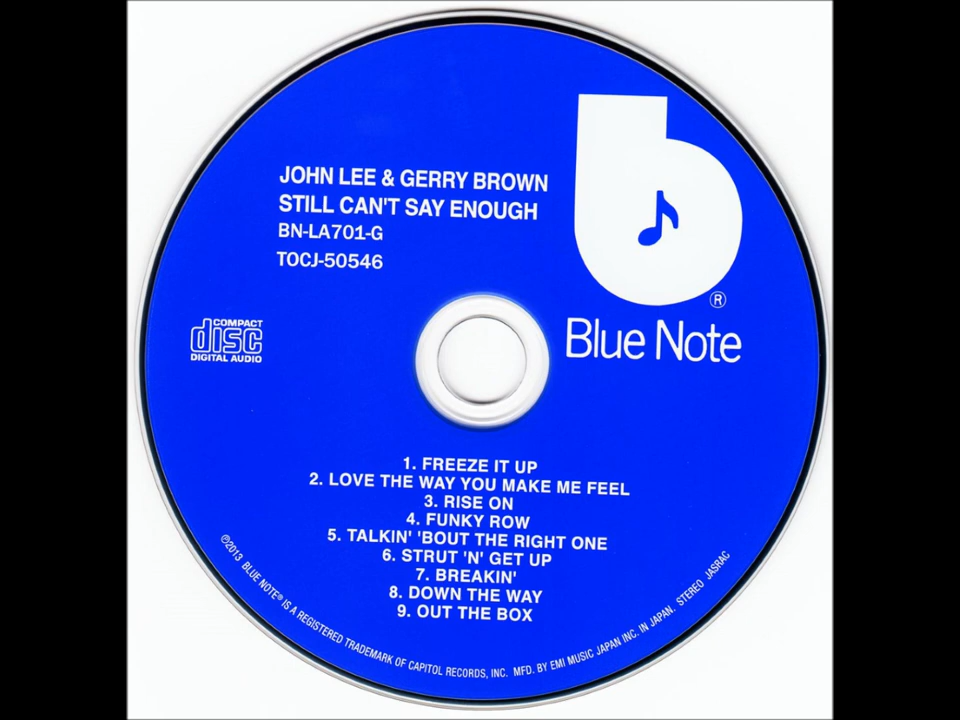 JOHN LEE & GERRY BROWN
STILL CAN'T SAY ENOUGH
BN-LA701-G
TOCJ-50546
b
®
Blue Note
COMPACT
disc
DIGITAL AUDIO
1. FREEZE IT UP
2. LOVE THE WAY YOU MAKE ME FEEL
3. RISE ON
4. FUNKY ROW
5. TALKIN' 'BOUT THE RIGHT ONE
6. STRUT 'N' GET UP
7. BREAKIN'
8. DOWN THE WAY
9. OUT THE BOX
℗2013 BLUE NOTE® IS A REGISTERED TRADEMARK OF CAPITOL RECORDS, INC. MFD. BY EMI MUSIC JAPAN INC. IN JAPAN. STEREO JASRAC